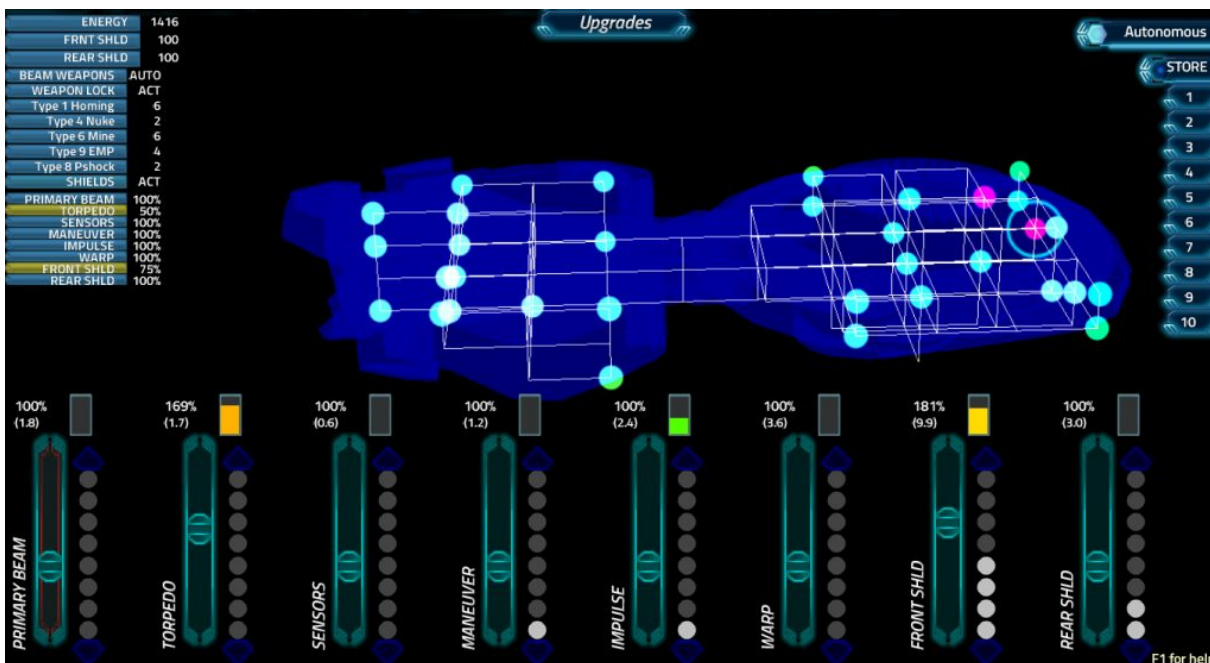 Upgrades
ENERGY 1416
FRNT SHLD 100
REAR SHLD 100
BEAM WEAPONS AUTO
WEAPON LOCK ACT
Type 1 Homing 6
Type 4 Nuke 2
Type 6 Mine 6
Type 9 EMP 4
Type 8 Pshock 2
SHIELDS ACT
PRIMARY BEAM 100%
TORPEDO 50%
SENSORS 100%
MANEUVER 100%
IMPULSE 100%
WARP 100%
FRONT SHLD 75%
REAR SHLD 100%
Autonomous
STORE
1
2
3
4
5
6
7
8
9
10
100%
(1.8)
PRIMARY BEAM
169%
(1.7)
TORPEDO
100%
(0.6)
SENSORS
100%
(1.2)
MANEUVER
100%
(2.4)
IMPULSE
100%
(3.6)
WARP
181%
(9.9)
FRONT SHLD
100%
(3.0)
REAR SHLD
F1 for help